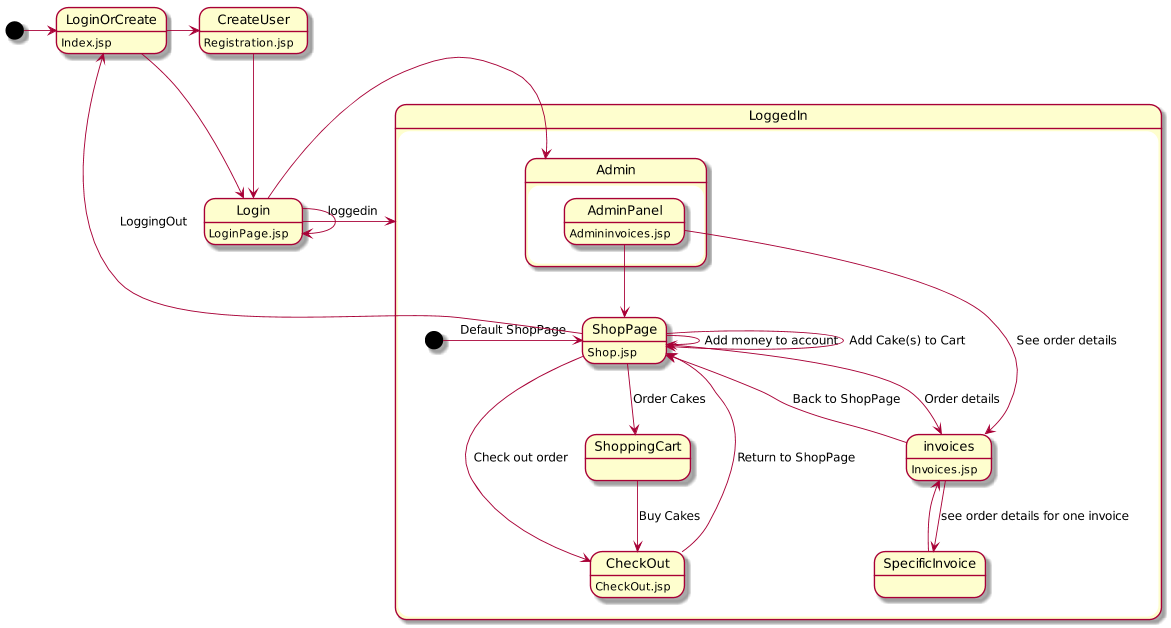 LoginOrCreate
Index.jsp
CreateUser
Registration.jsp
LoggedIn
Admin
AdminPanel
Admininvoices.jsp
Login
LoginPage.jsp
loggedin
LoggingOut
Default ShopPage
ShopPage
Shop.jsp
Add money to account
Add Cake(s) to Cart
See order details
Order Cakes
Back to ShopPage
Order details
Check out order
ShoppingCart
Return to ShopPage
invoices
Invoices.jsp
Buy Cakes
see order details for one invoice
CheckOut
CheckOut.jsp
SpecificInvoice